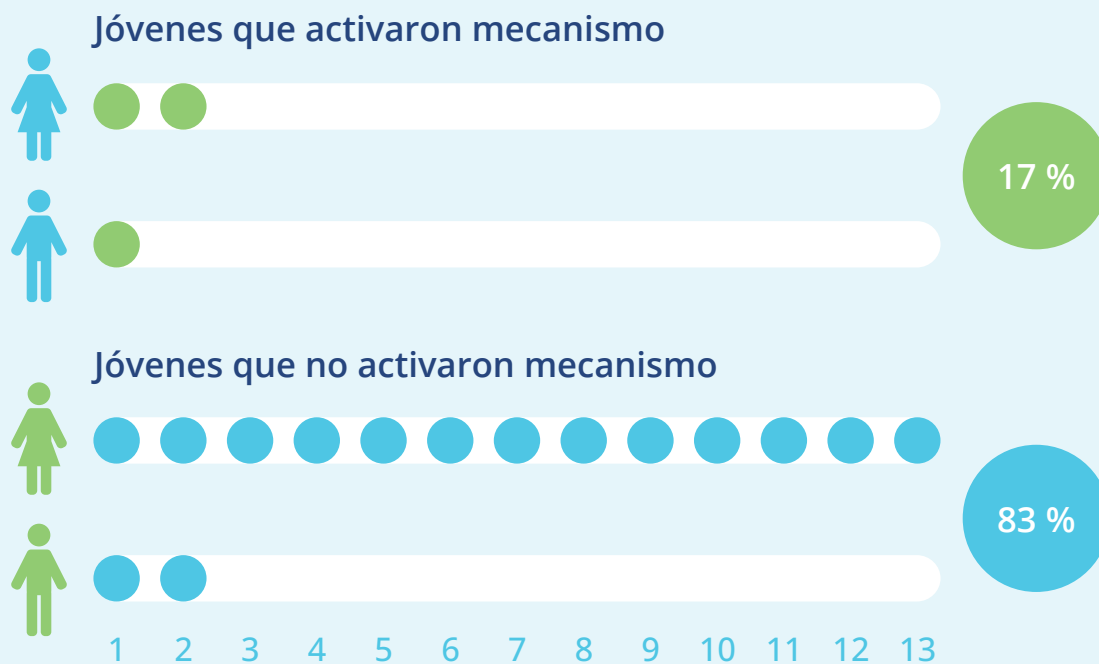 Jóvenes que activaron mecanismo
17 %
Jóvenes que no activaron mecanismo
83 %
1 2 3 4 5 6 7 8 9 10 11 12 13